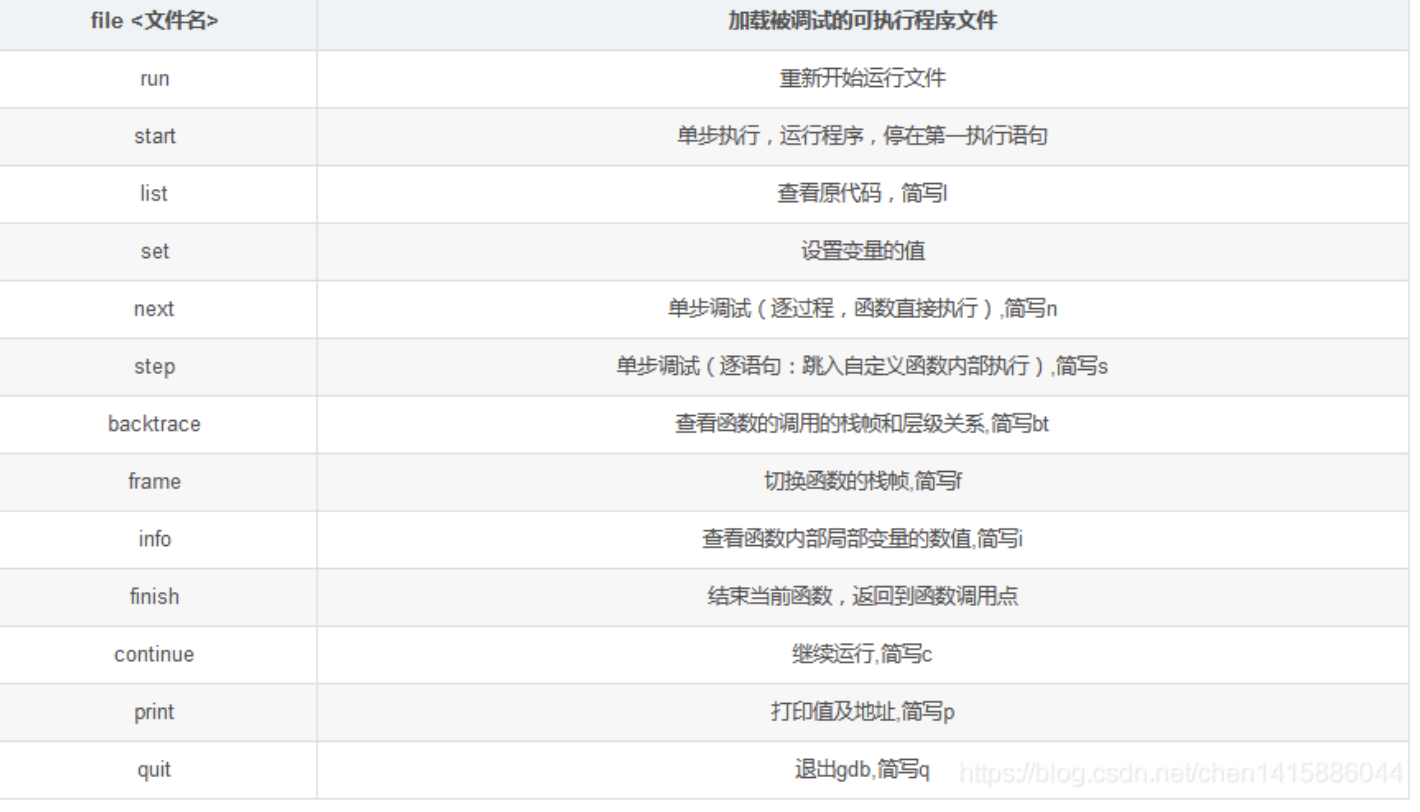 file <文件名> 加载被调试的可执行程序文件
run 重新开始运行文件
start 单步执行，运行程序，停在第一执行语句
list 查看原代码，简写l
set 设置变量的值
next 单步调试（逐过程，函数直接执行）,简写n
step 单步调试（逐语句：跳入自定义函数内部执行）,简写s
backtrace 查看函数的调用的栈帧和层级关系,简写bt
frame 切换函数的栈帧,简写f
info 查看函数内部局部变量的数值,简写i
finish 结束当前函数，返回到函数调用点
continue 继续运行,简写c
print 打印值及地址,简写p
quit 退出gdb,简写q
https://blog.csdn.net/chen1415886044